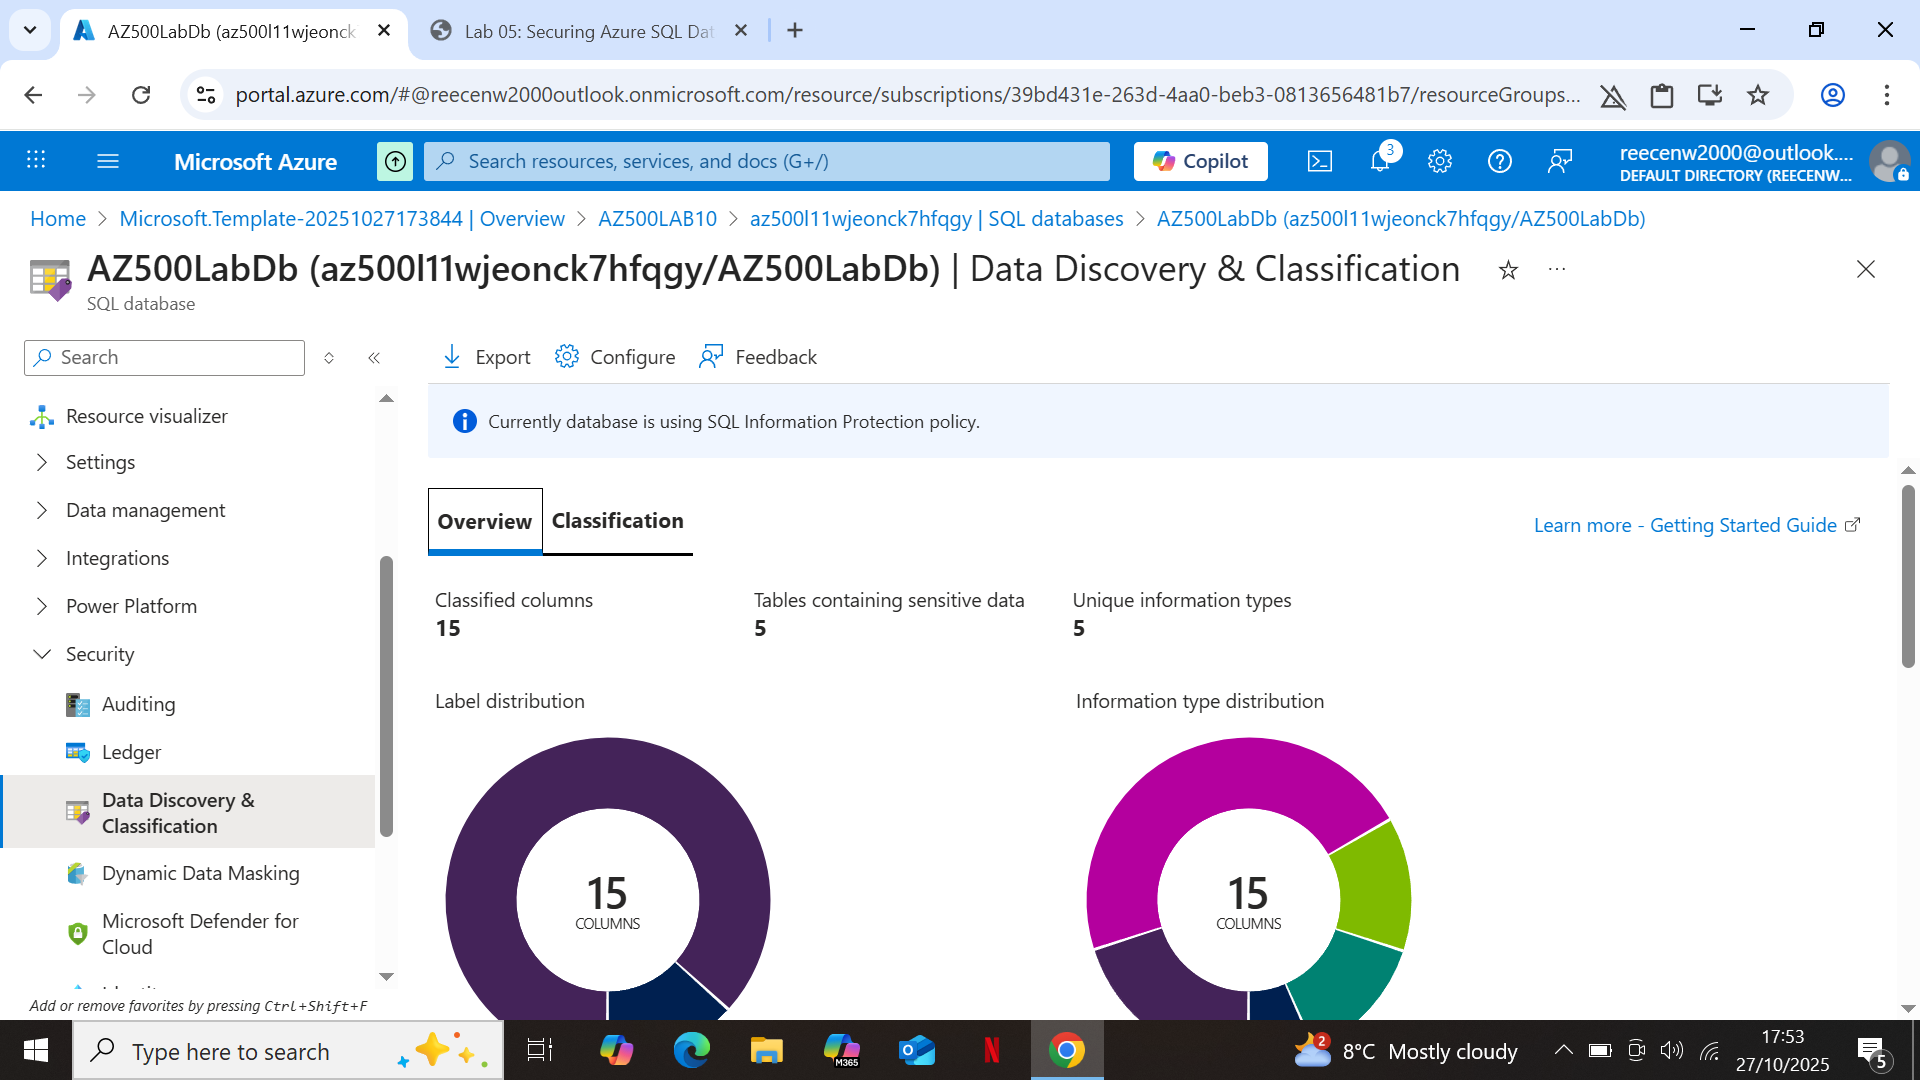 AZ500LabDb (az500l11wjeonck
Lab 05: Securing Azure SQL Dat
portal.azure.com/#@reecenw2000outlook.onmicrosoft.com/resource/subscriptions/39bd431e-263d-4aa0-beb3-0813656481b7/resourceGroups...
Microsoft Azure
Search resources, services, and docs (G+/)
Copilot
3
reecenw2000@outlook....
DEFAULT DIRECTORY (REECENW...
Home > Microsoft.Template-20251027173844 | Overview > AZ500LAB10 > az500l11wjeonck7hfqgy | SQL databases > AZ500LabDb (az500l11wjeonck7hfqgy/AZ500LabDb)
AZ500LabDb (az500l11wjeonck7hfqgy/AZ500LabDb) | Data Discovery & Classification
SQL database
Search
Export
Configure
Feedback
Resource visualizer
Settings
Data management
Integrations
Power Platform
Security
Auditing
Ledger
Data Discovery &
Classification
Dynamic Data Masking
Microsoft Defender for
Cloud
Add or remove favorites by pressing Ctrl+Shift+F
Currently database is using SQL Information Protection policy.
Overview
Classification
Learn more - Getting Started Guide
Classified columns
15
Tables containing sensitive data
5
Unique information types
5
Label distribution
15
COLUMNS
Information type distribution
15
COLUMNS
Type here to search
M365
2
8°C Mostly cloudy
17:53
27/10/2025
5